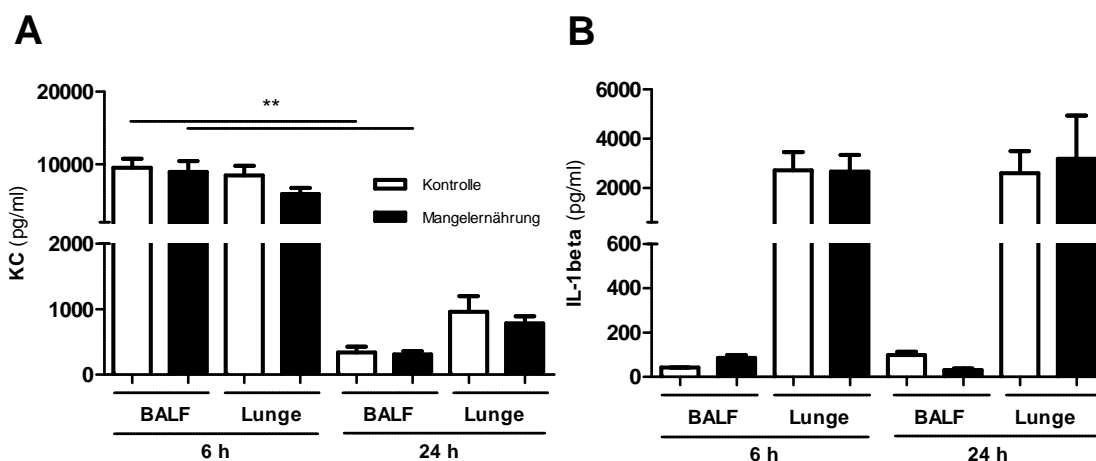 A
B
20000
10000
2000
1000
0
KC (pg/ml)
**
Kontrolle
Mangelernährung
BALF
Lunge
BALF
Lunge
6 h
24 h
6000
4000
2000
600
400
200
0
IL-1beta (pg/ml)
BALF
Lunge
BALF
Lunge
6 h
24 h